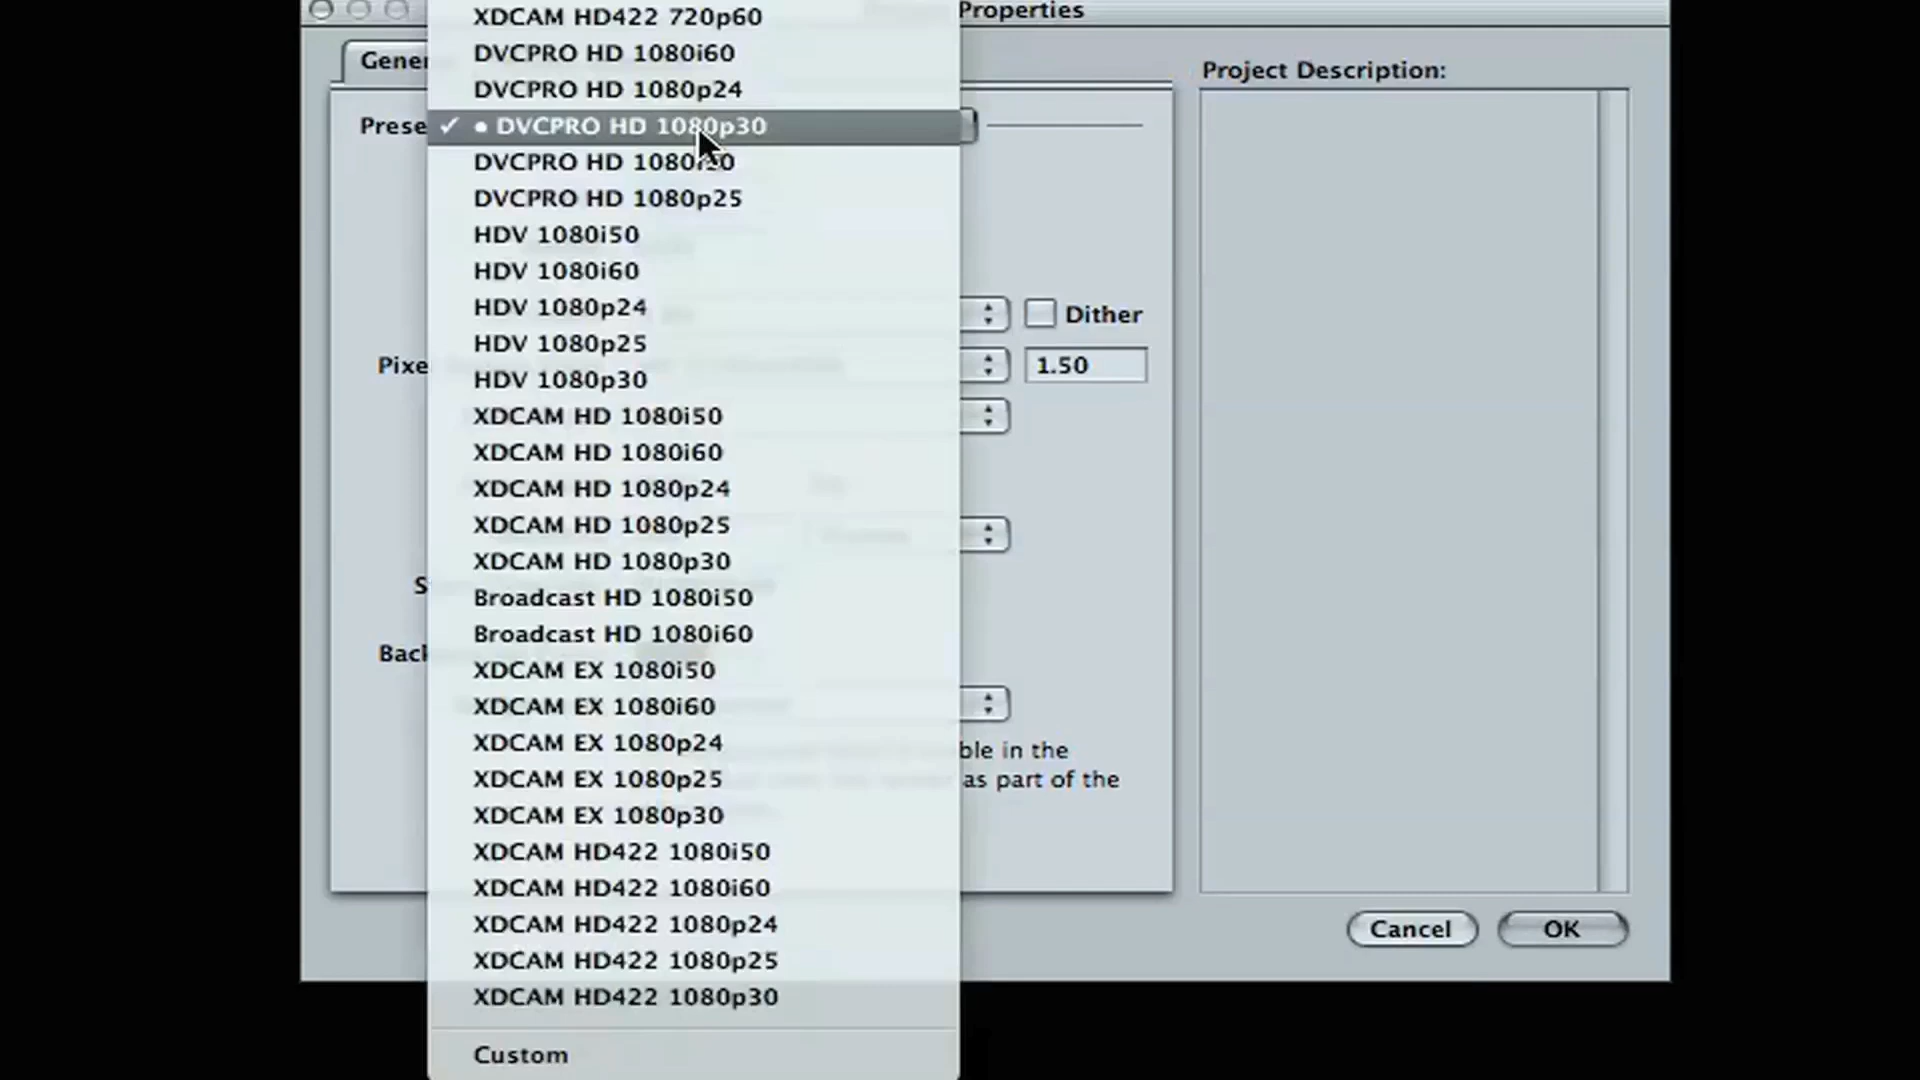 XDCAM HD422 720p60
Properties
DVCPRO HD 1080i60
Gener
Project Description:
DVCPRO HD 1080p24
Prese
✓ • DVCPRO HD 1080p30
DVCPRO HD 1080i50
DVCPRO HD 1080p25
HDV 1080i50
HDV 1080i60
HDV 1080p24
Dither
HDV 1080p25
Pixe
1.50
HDV 1080p30
XDCAM HD 1080i50
XDCAM HD 1080i60
XDCAM HD 1080p24
XDCAM HD 1080p25
XDCAM HD 1080p30
S
Broadcast HD 1080i50
Broadcast HD 1080i60
Back
XDCAM EX 1080i50
XDCAM EX 1080i60
XDCAM EX 1080p24
ble in the
XDCAM EX 1080p25
as part of the
XDCAM EX 1080p30
XDCAM HD422 1080i50
XDCAM HD422 1080i60
XDCAM HD422 1080p24
Cancel
OK
XDCAM HD422 1080p25
XDCAM HD422 1080p30
Custom